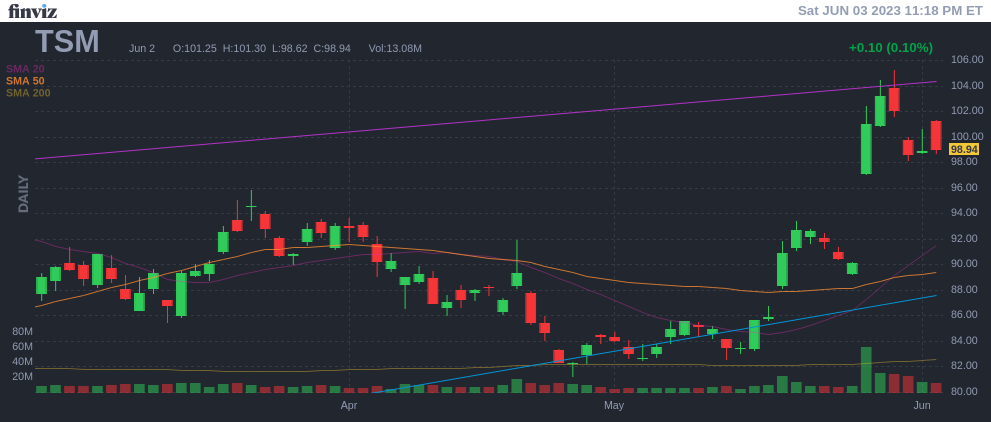 finviz
Sat JUN 03 2023 11:18 PM ET
TSM
Jun 2 O:101.25 H:101.30 L:98.62 C:98.94 Vol:13.08M
+0.10 (0.10%)
SMA 20
SMA 50
SMA 200
DAILY
106.00
104.00
102.00
100.00
98.94
98.00
96.00
94.00
92.00
90.00
88.00
86.00
84.00
82.00
80.00
80M
60M
40M
20M
Apr
May
Jun